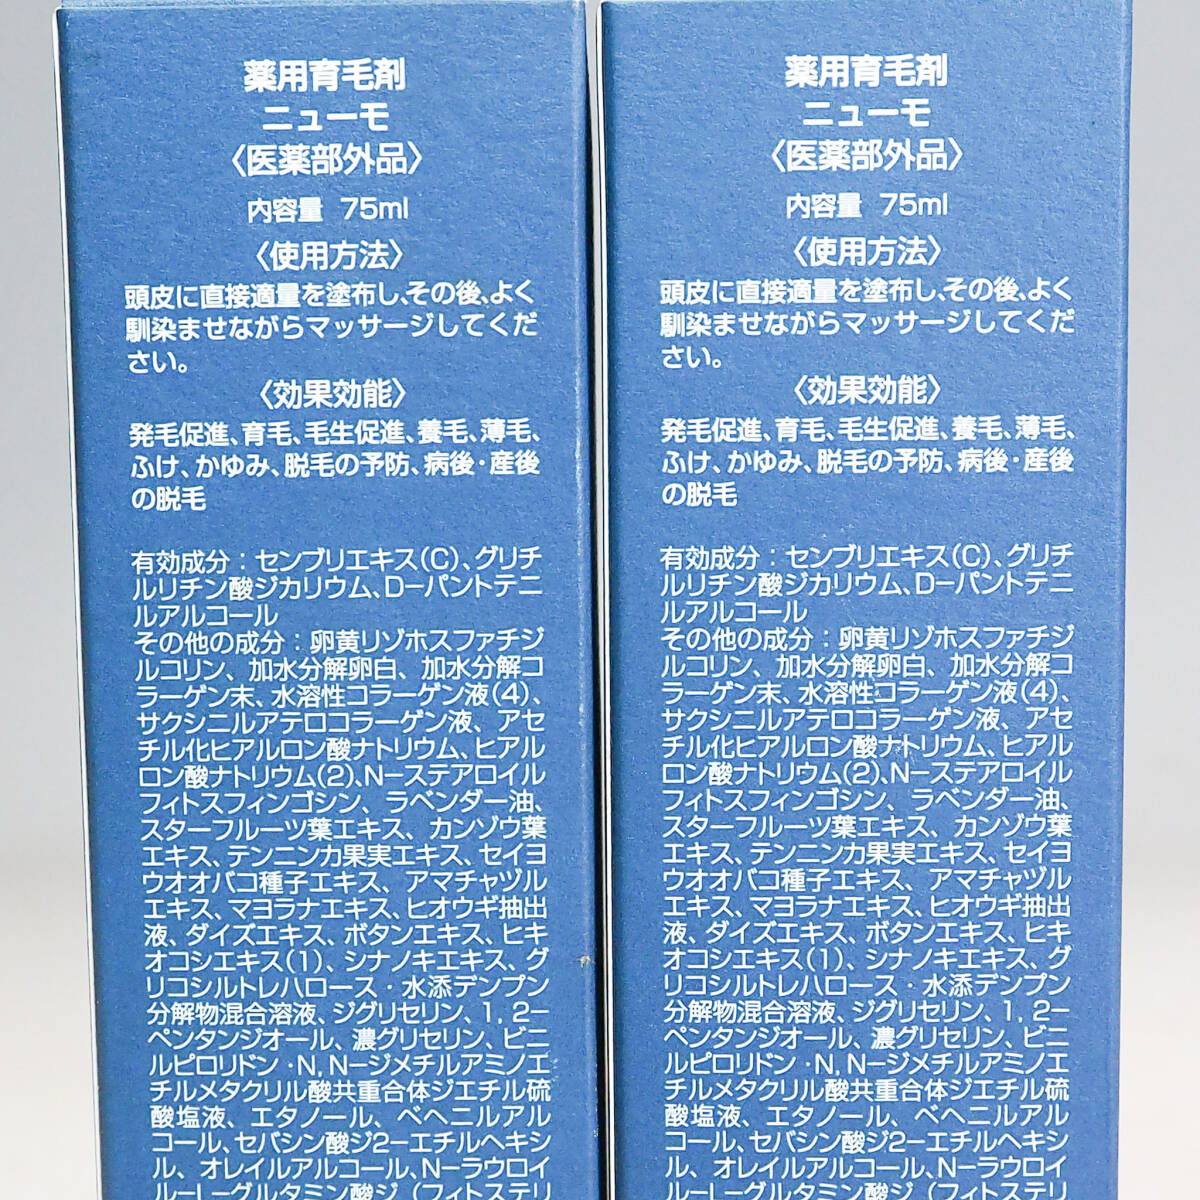 薬用育毛剤
ニューモ
〈医薬部外品〉
内容量 75ml
〈使用方法〉
頭皮に直接適量を塗布し、その後、よく
馴染ませながらマッサージしてくだ
さい。
〈効果効能〉
発毛促進、育毛、毛生促進、養毛、薄毛、
ふけ、かゆみ、脱毛の予防、病後・産後
の脱毛
有効成分：センブリエキス(C)、グリチ
ルリチン酸ジカリウム、D-パントテニ
ルアルコール
その他の成分：卵黄リゾホスファチジ
ルコリン、加水分解卵白、加水分解コ
ラーゲン末、水溶性コラーゲン液(4)、
サクシニルアテロコラーゲン液、アセ
チル化ヒアルロン酸ナトリウム、ヒアル
ロン酸ナトリウム(2)、N-ステアロイル
フィトスフィンゴシン、ラベンダー油、
スターフルーツ葉エキス、カンゾウ葉
エキス、テンニンカ果実エキス、セイヨ
ウオオバコ種子エキス、アマチャヅル
エキス、マヨラナエキス、ヒオウギ抽出
液、ダイズエキス、ボタンエキス、ヒキ
オコシエキス(1)、シナノキエキス、グ
リコシルトレハロース・水添デンプン
分解物混合溶液、ジグリセリン、1,2-
ペンタンジオール、濃グリセリン、ビニ
ルピロリドン・N,N-ジメチルアミノエ
チルメタクリル酸共重合体ジエチル硫
酸塩液、エタノール、ベヘニルアル
コール、セバシン酸ジ2-エチルヘキシ
ル、オレイルアルコール、N-ラウロイ
ル-L-グルタミン酸ジ(フィトステリ
薬用育毛剤
ニューモ
〈医薬部外品〉
内容量 75ml
〈使用方法〉
頭皮に直接適量を塗布し、その後、よく
馴染ませながらマッサージしてくだ
さい。
〈効果効能〉
発毛促進、育毛、毛生促進、養毛、薄毛、
ふけ、かゆみ、脱毛の予防、病後・産後
の脱毛
有効成分：センブリエキス(C)、グリチ
ルリチン酸ジカリウム、D-パントテニ
ルアルコール
その他の成分：卵黄リゾホスファチジ
ルコリン、加水分解卵白、加水分解コ
ラーゲン末、水溶性コラーゲン液(4)、
サクシニルアテロコラーゲン液、アセ
チル化ヒアルロン酸ナトリウム、ヒアル
ロン酸ナトリウム(2)、N-ステアロイル
フィトスフィンゴシン、ラベンダー油、
スターフルーツ葉エキス、カンゾウ葉
エキス、テンニンカ果実エキス、セイヨ
ウオオバコ種子エキス、アマチャヅル
エキス、マヨラナエキス、ヒオウギ抽出
液、ダイズエキス、ボタンエキス、ヒキ
オコシエキス(1)、シナノキエキス、グ
リコシルトレハロース・水添デンプン
分解物混合溶液、ジグリセリン、1,2-
ペンタンジオール、濃グリセリン、ビニ
ルピロリドン・N,N-ジメチルアミノエ
チルメタクリル酸共重合体ジエチル硫
酸塩液、エタノール、ベヘニルアル
コール、セバシン酸ジ2-エチルヘキシ
ル、オレイルアルコール、N-ラウロイ
ル-L-グルタミン酸ジ(フィトステリ